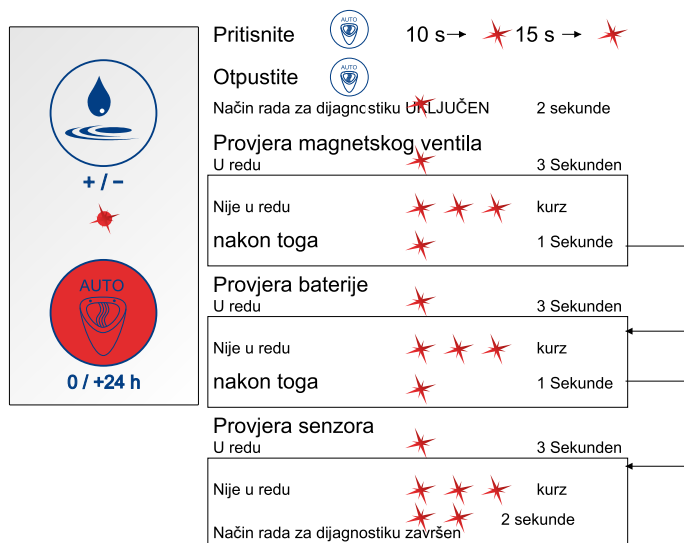 + / −
AUTO
0 / +24 h
Pritisnite AUTO 10 s 15 s
Otpustite AUTO
Način rada za dijagnostiku UKLJUČEN 2 sekunde
Provjera magnetskog ventila
U redu 3 Sekunden
Nije u redu kurz
nakon toga 1 Sekunde
Provjera baterije
U redu 3 Sekunden
Nije u redu kurz
nakon toga 1 Sekunde
Provjera senzora
U redu 3 Sekunden
Nije u redu kurz
2 sekunde
Način rada za dijagnostiku završen